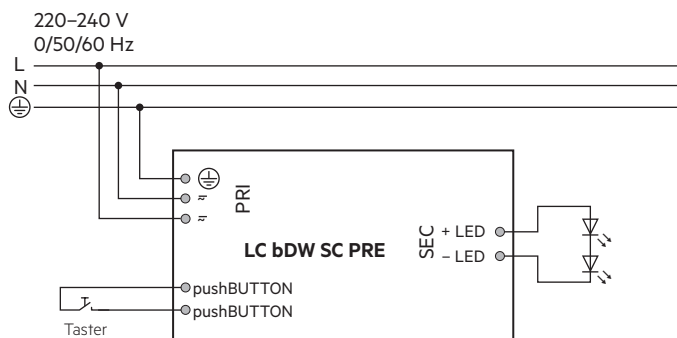 220–240 V
0/50/60 Hz
L
N
PRI
LC bDW SC PRE
SEC
+ LED
– LED
pushBUTTON
pushBUTTON
Taster